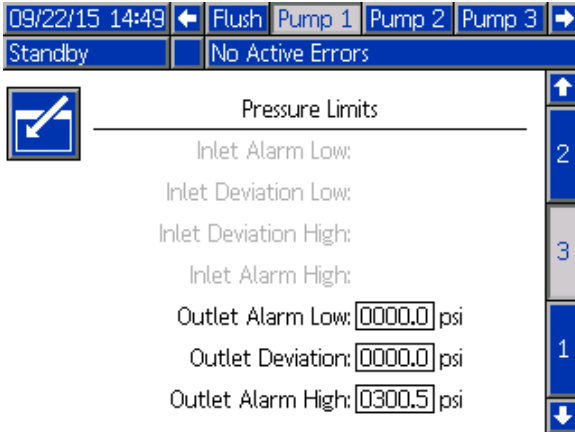 09/22/15 14:49 Flush Pump 1 Pump 2 Pump 3
Standby No Active Errors
Pressure Limits
Inlet Alarm Low:
2
Inlet Deviation Low:
Inlet Deviation High:
3
Inlet Alarm High:
Outlet Alarm Low: 0000.0 psi
Outlet Deviation: 0000.0 psi
1
Outlet Alarm High: 0300.5 psi